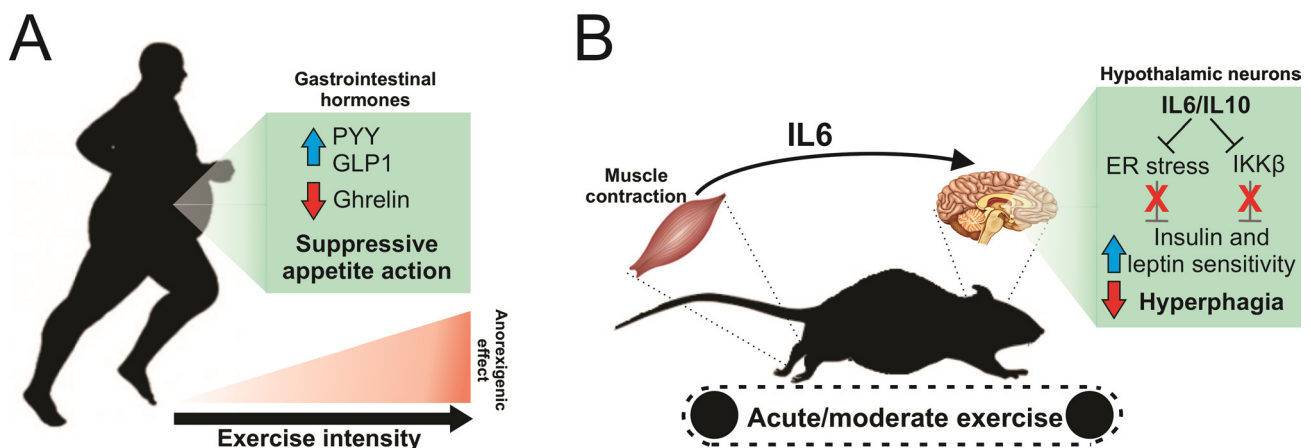 A
Gastrointestinal
hormones
PYY
GLP1
Ghrelin
Suppressive
appetite action
Anorexigenic
effect
Exercise intensity
B
Muscle
contraction
IL6
Hypothalamic neurons
IL6/IL10
ER stress
IKKβ
X
X
Insulin and
leptin sensitivity
Hyperphagia
Acute/moderate exercise